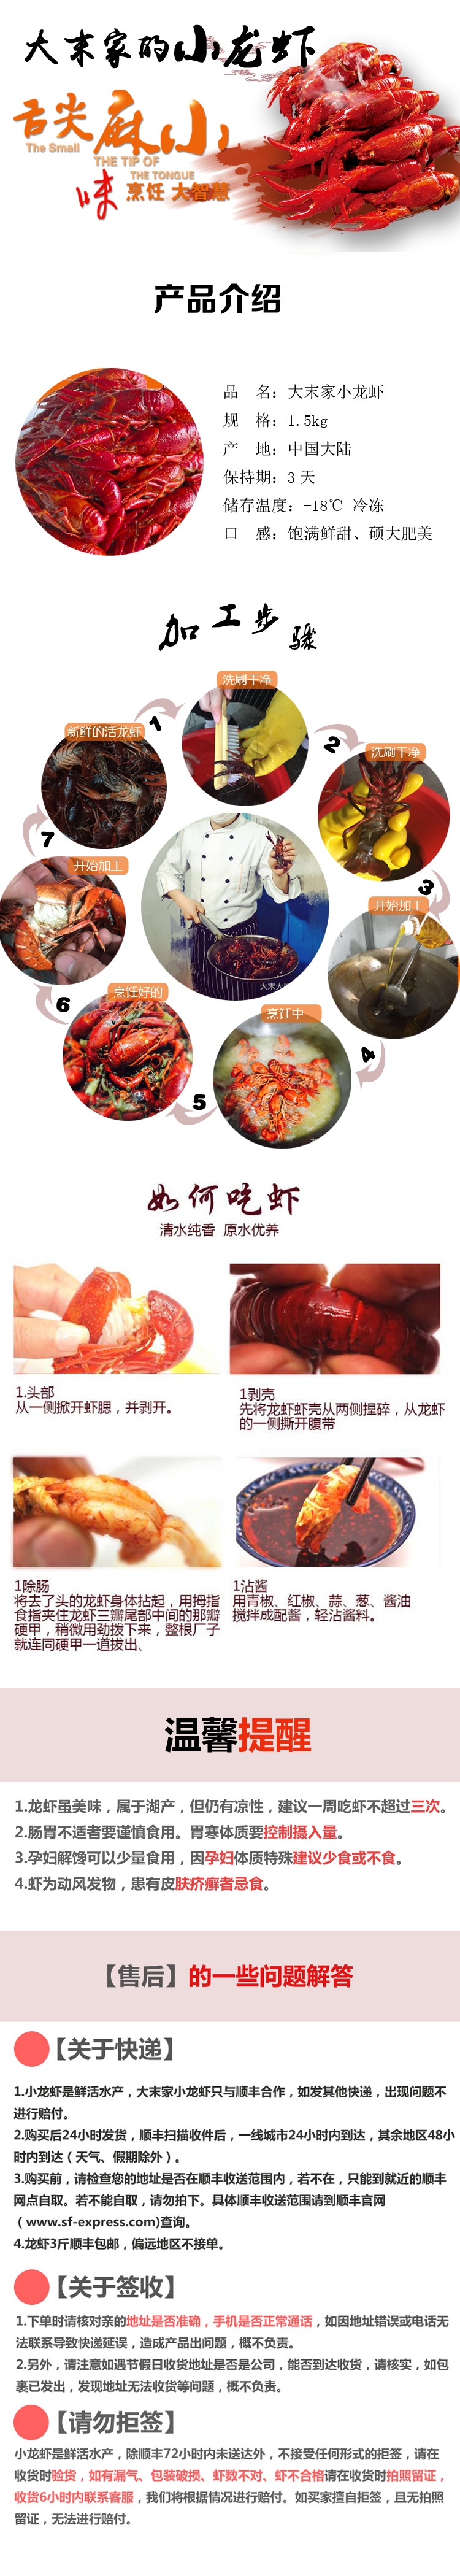 大末家的小龙虾
舌尖麻小
The Small
THE TIP OF
THE TONGUE
味 烹饪 大智慧
产品介绍
品 名：大末家小龙虾
规 格：1.5kg
产 地：中国大陆
保持期：3 天
储存温度：-18℃ 冷冻
口 感：饱满鲜甜、硕大肥美
加工步骤
洗刷干净
新鲜的活龙虾
1
2
洗刷干净
7
开始加工
3
开始加工
大末大
6
烹饪好的
烹饪中
4
5
如何吃虾
清水纯香 原水优养
1.头部
从一侧掀开虾腮，并剥开。
1剥壳
先将龙虾虾壳从两侧捏碎，从龙虾
的一侧撕开腹带
1除肠
将去了头的龙虾身体拈起，用拇指
食指夹住龙虾三瓣尾部中间的那瓣
硬甲，稍微用劲拨下来，整根厂子
就连同硬甲一道拔出、
1沾酱
用青椒、红椒、蒜、葱、酱油
搅拌成配酱，轻沾酱料。
温馨提醒
1.龙虾虽美味，属于湖产，但仍有凉性，建议一周吃虾不超过三次。
2.肠胃不适者要谨慎食用。胃寒体质要控制摄入量。
3.孕妇解馋可以少量食用，因孕妇体质特殊建议少食或不食。
4.虾为动风发物，患有皮肤疥癣者忌食。
【售后】的一些问题解答
【关于快递】
1.小龙虾是鲜活水产，大末家小龙虾只与顺丰合作，如发其他快递，出现问题不
进行赔付。
2.购买后24小时发货，顺丰扫描收件后，一线城市24小时内到达，其余地区48小
时内到达（天气、假期除外）。
3.购买前，请检查您的地址是否在顺丰收送范围内，若不在，只能到就近的顺丰
网点自取。若不能自取，请勿拍下。具体顺丰收送范围请到顺丰官网
（www.sf-express.com)查询。
4.龙虾3斤顺丰包邮，偏远地区不接单。
【关于签收】
1.下单时请核对亲的地址是否准确，手机是否正常通话，如因地址错误或电话无
法联系导致快递延误，造成产品出问题，概不负责。
2.另外，请注意如遇节假日收货地址是否是公司，能否到达收货，请核实，如包
裹已发出，发现地址无法收货等问题，概不负责。
【请勿拒签】
小龙虾是鲜活水产，除顺丰72小时内未送达外，不接受任何形式的拒签，请在
收货时验货，如有漏气、包装破损、虾数不对、虾不合格请在收货时拍照留证，
收货6小时内联系客服，我们将根据情况进行赔付。如买家擅自拒签，且无拍照
留证，无法进行赔付。